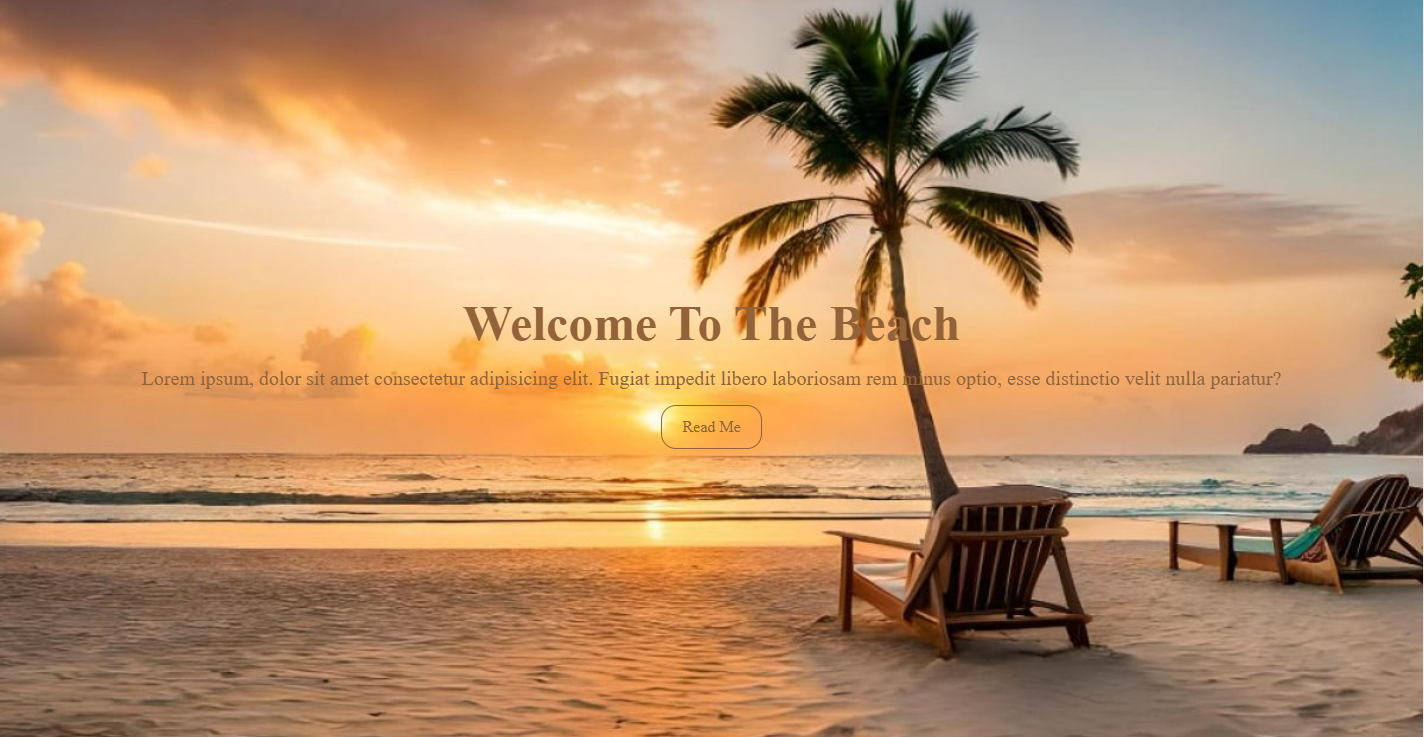 Welcome To The Beach
Lorem ipsum, dolor sit amet consectetur adipisicing elit. Fugiat impedit libero laboriosam rem minus optio, esse distinctio velit nulla pariatur?
Read Me